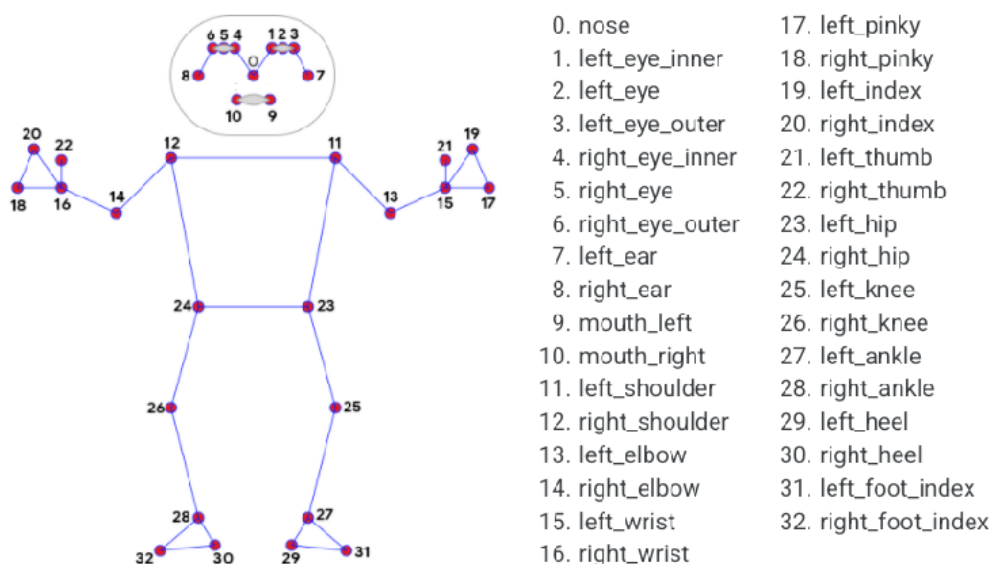 6 5 4 1 2 3
0
8 7
10 9
20 22 12 11 21 19
14 13
18 16 15 17
24 23
26 25
28 27
32 30 29 31
0. nose
1. left_eye_inner
2. left_eye
3. left_eye_outer
4. right_eye_inner
5. right_eye
6. right_eye_outer
7. left_ear
8. right_ear
9. mouth_left
10. mouth_right
11. left_shoulder
12. right_shoulder
13. left_elbow
14. right_elbow
15. left_wrist
16. right_wrist
17. left_pinky
18. right_pinky
19. left_index
20. right_index
21. left_thumb
22. right_thumb
23. left_hip
24. right_hip
25. left_knee
26. right_knee
27. left_ankle
28. right_ankle
29. left_heel
30. right_heel
31. left_foot_index
32. right_foot_index